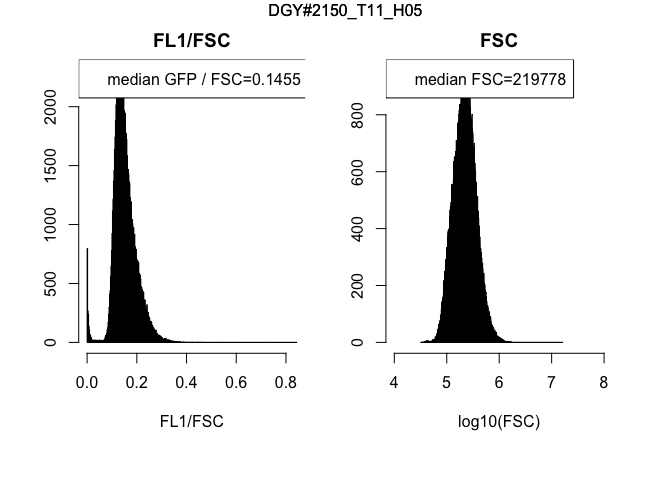 DGY#2150_T11_H05
FL1/FSC
median GFP / FSC=0.1455
0
500
1000
1500
2000
0.0 0.2 0.4 0.6 0.8
FL1/FSC
FSC
median FSC=219778
0
200
400
600
800
4 5 6 7 8
log10(FSC)